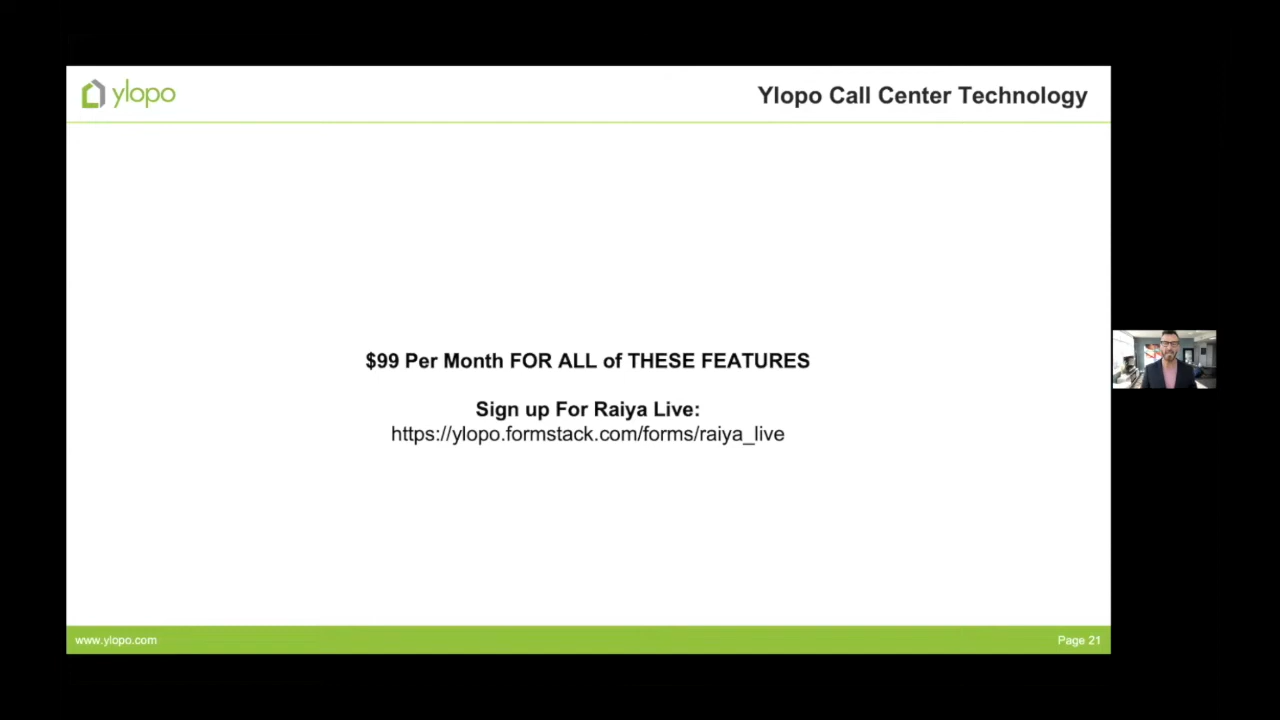 ylopo
Ylopo Call Center Technology
$99 Per Month FOR ALL of THESE FEATURES
Sign up For Raiya Live:
https://ylopo.formstack.com/forms/raiya_live
www.ylopo.com
Page 21